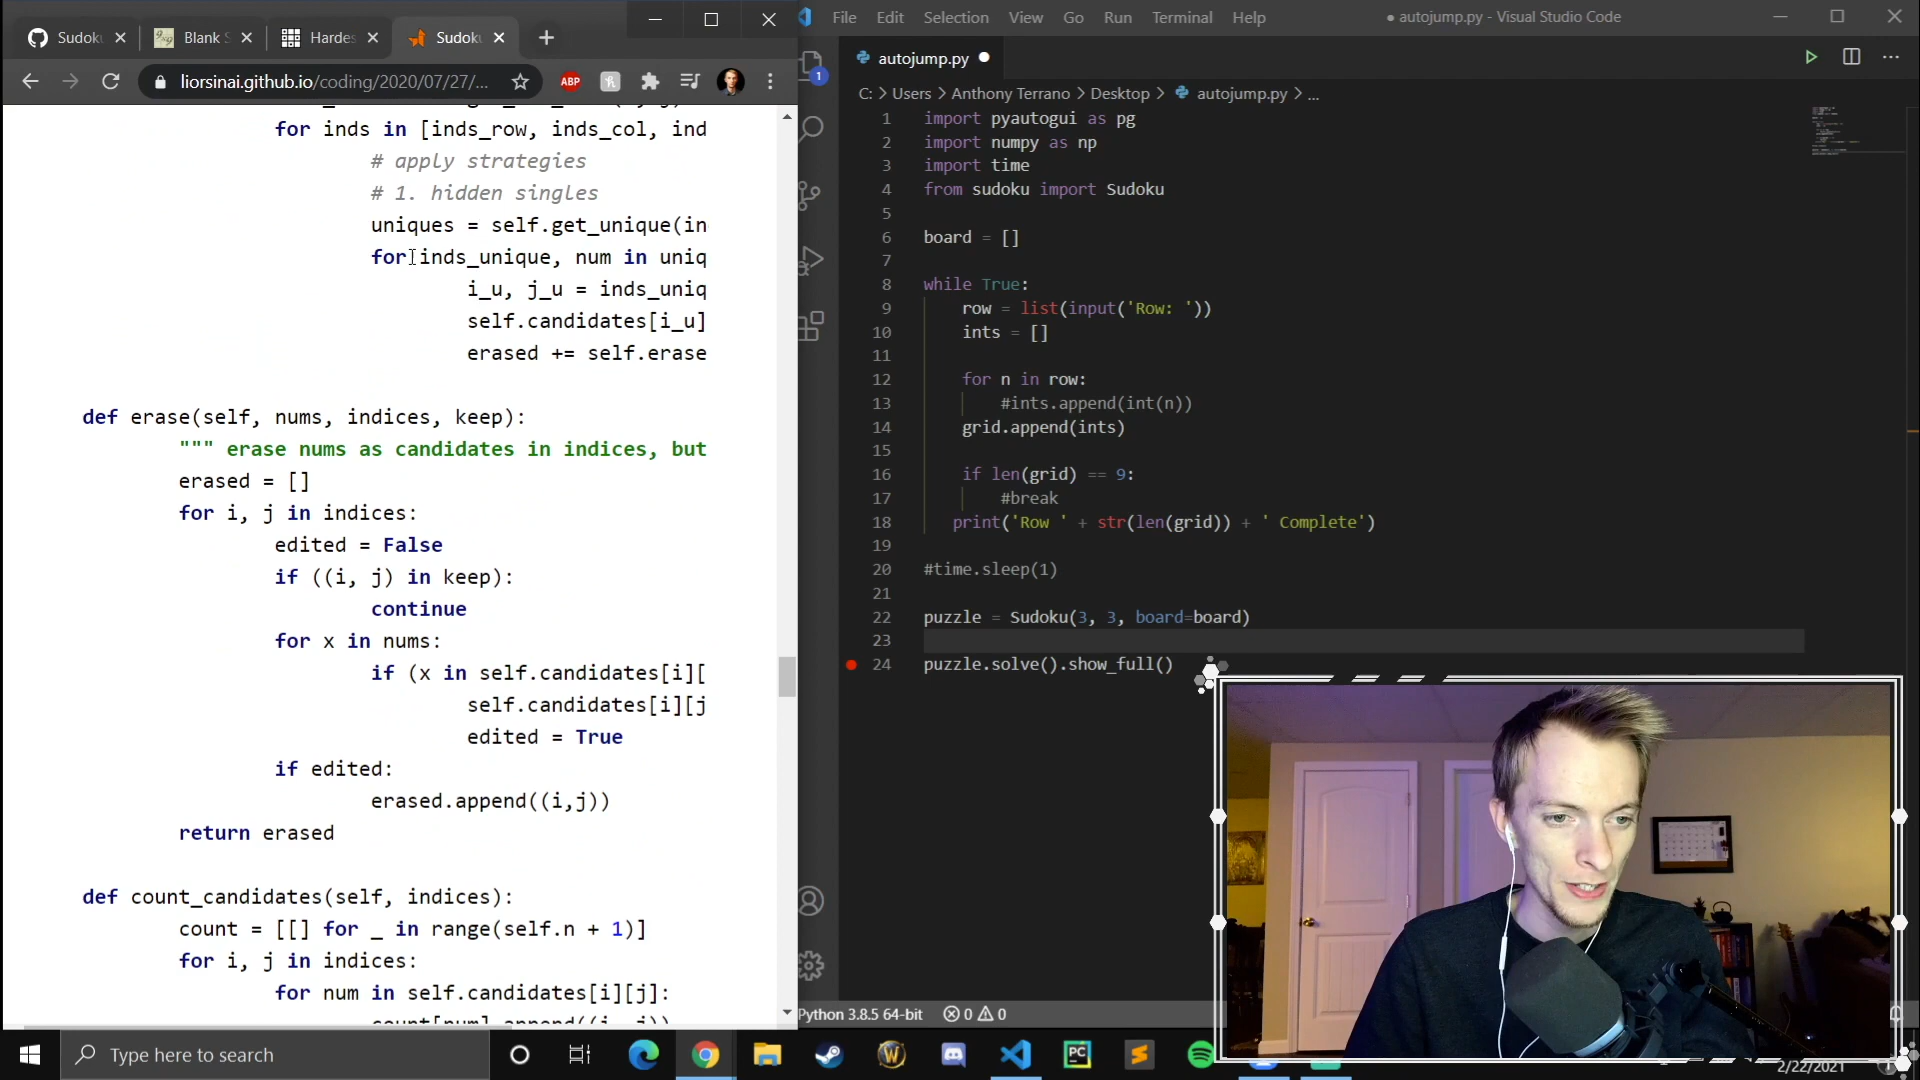 Sudoku
Blank S
Hardes
Sudoku
liorsinai.github.io/coding/2020/07/27/...
ABP
for inds in [inds_row, inds_col, ind
# apply strategies
# 1. hidden singles
uniques = self.get_unique(in
for inds_unique, num in uniq
i_u, j_u = inds_uniq
self.candidates[i_u]
erased += self.erase
def erase(self, nums, indices, keep):
""" erase nums as candidates in indices, but
erased = []
for i, j in indices:
edited = False
if ((i, j) in keep):
continue
for x in nums:
if (x in self.candidates[i][
self.candidates[i][j
edited = True
if edited:
erased.append((i,j))
return erased
def count_candidates(self, indices):
count = [[] for _ in range(self.n + 1)]
for i, j in indices:
for num in self.candidates[i][j]:
File Edit Selection View Go Run Terminal Help
● autojump.py - Visual Studio Code
autojump.py
1
C: > Users > Anthony Terrano > Desktop > autojump.py > ...
1 import pyautogui as pg
2 import numpy as np
3 import time
4 from sudoku import Sudoku
5
6 board = []
7
8 while True:
9 row = list(input('Row: '))
10 ints = []
11
12 for n in row:
13 #ints.append(int(n))
14 grid.append(ints)
15
16 if len(grid) == 9:
17 #break
18 print('Row ' + str(len(grid)) + ' Complete')
19
20 #time.sleep(1)
21
22 puzzle = Sudoku(3, 3, board=board)
23
24 puzzle.solve().show_full()
Python 3.8.5 64-bit 0 0
Type here to search
PC
2/22/2021